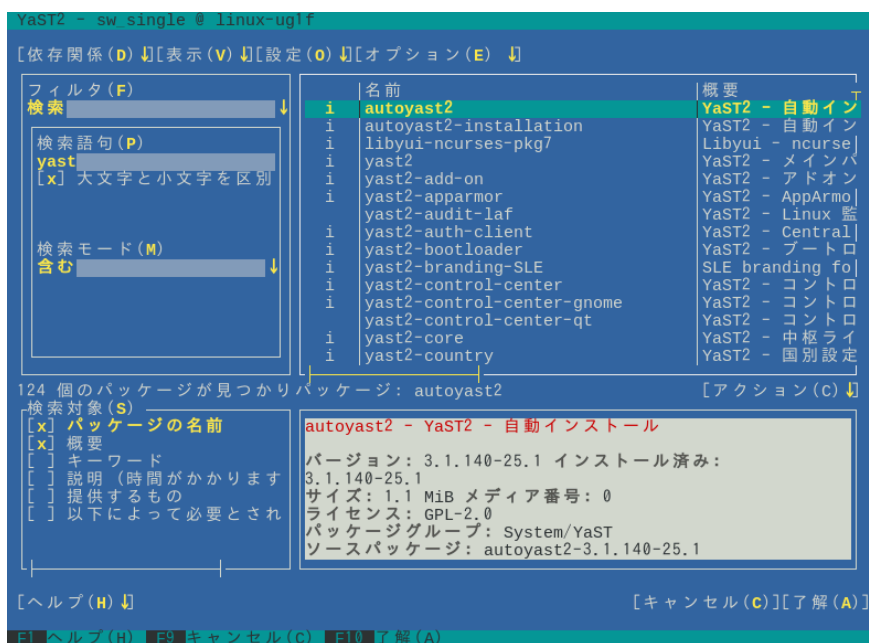 YaST2 - sw_single @ linux-ug1f
[依存関係(D)↓][表示(V)↓][設定(O)↓][オプション(E) ↓]
フィルタ(F)
検索 ↓
検索語句(P)
yast
[x] 大文字と小文字を区別
検索モード(M)
含む ↓
名前 概要
i autoyast2 YaST2 - 自動イン
i autoyast2-installation YaST2 - 自動イン
i libyui-ncurses-pkg7 Libyui - ncurse
i yast2 YaST2 - メインパ
i yast2-add-on YaST2 - アドオン
i yast2-apparmor YaST2 - AppArmo
yast2-audit-laf YaST2 - Linux 監
i yast2-auth-client YaST2 - Central
i yast2-bootloader YaST2 - ブートロ
i yast2-branding-SLE SLE branding fo
i yast2-control-center YaST2 - コントロ
i yast2-control-center-gnome YaST2 - コントロ
yast2-control-center-qt YaST2 - コントロ
i yast2-core YaST2 - 中枢ライ
i yast2-country YaST2 - 国別設定
124 個のパッケージが見つかり パッケージ: autoyast2 [アクション(C)↓]
検索対象(S)
[x] パッケージの名前
[x] 概要
[ ] キーワード
[ ] 説明 (時間がかかります
[ ] 提供するもの
[ ] 以下によって必要とされ
autoyast2 - YaST2 - 自動インストール
バージョン: 3.1.140-25.1 インストール済み:
3.1.140-25.1
サイズ: 1.1 MiB メディア番号: 0
ライセンス: GPL-2.0
パッケージグループ: System/YaST
ソースパッケージ: autoyast2-3.1.140-25.1
[ヘルプ(H)↓] [キャンセル(C)][了解(A)]
F1 ヘルプ(H) F9 キャンセル(C) F10 了解(A)